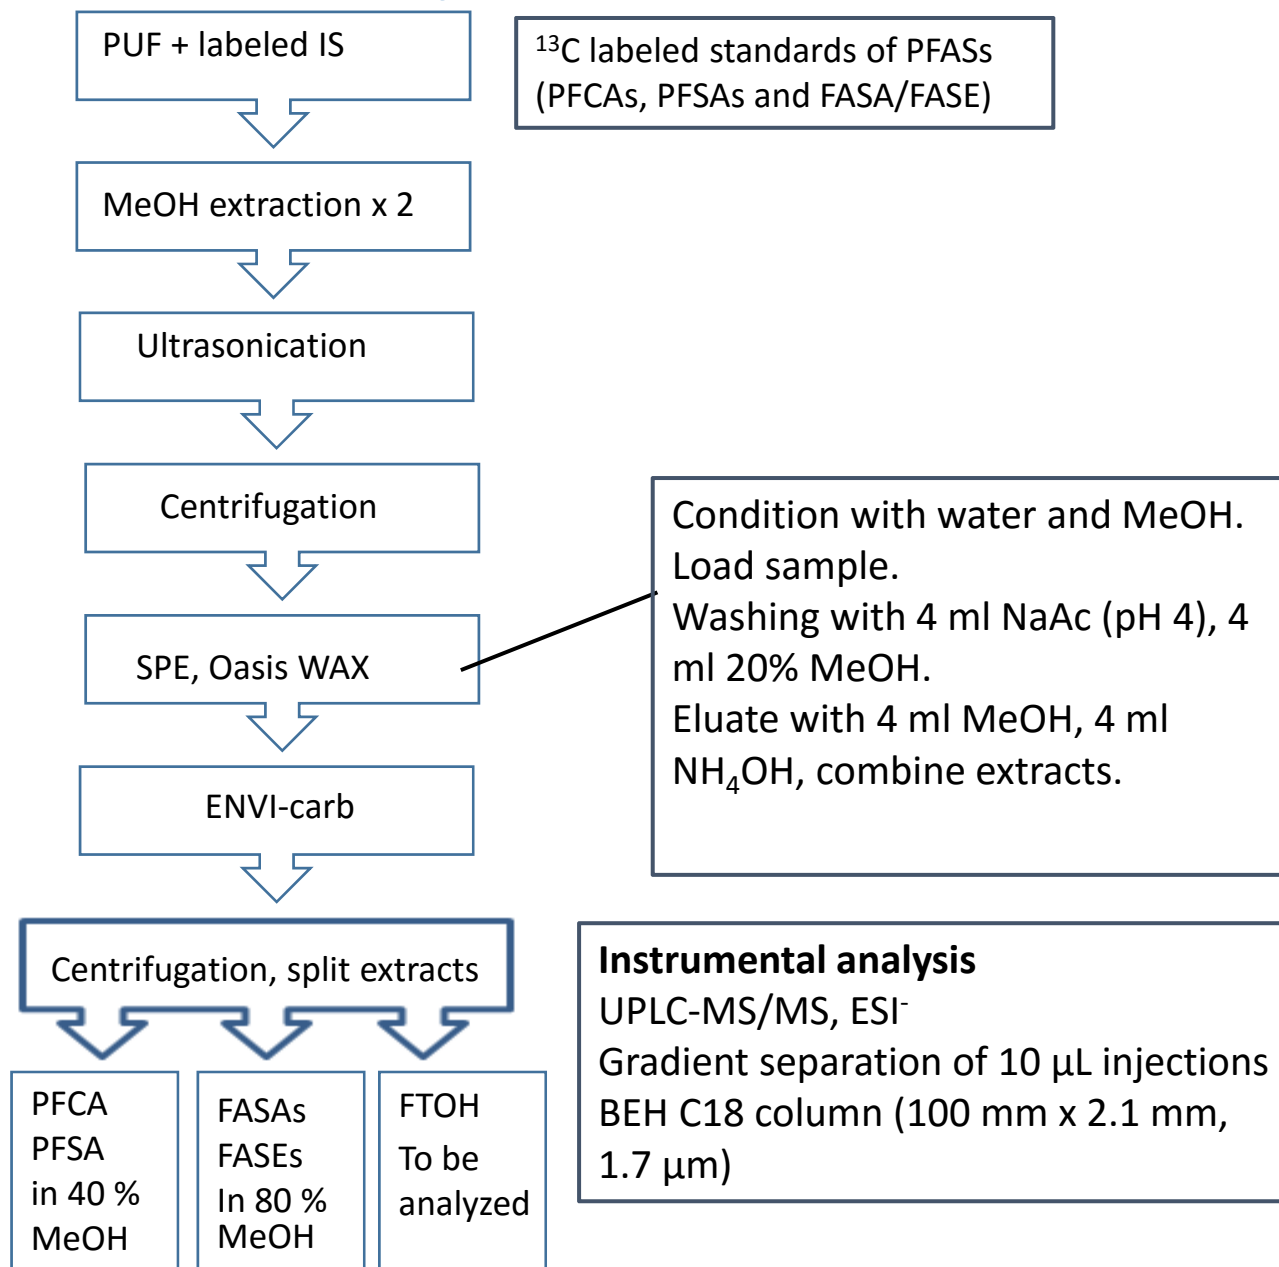 PUF + labeled IS
¹³C labeled standards of PFASs
(PFCAs, PFSAs and FASA/FASE)
MeOH extraction x 2
Ultrasonication
Centrifugation
Condition with water and MeOH.
Load sample.
Washing with 4 ml NaAc (pH 4), 4
ml 20% MeOH.
Eluate with 4 ml MeOH, 4 ml
NH₄OH, combine extracts.
SPE, Oasis WAX
ENVI-carb
Centrifugation, split extracts
PFCA
PFSA
in 40 %
MeOH
FASAs
FASEs
In 80 %
MeOH
FTOH
To be
analyzed
Instrumental analysis
UPLC-MS/MS, ESI⁻
Gradient separation of 10 µL injections
BEH C18 column (100 mm x 2.1 mm,
1.7 µm)